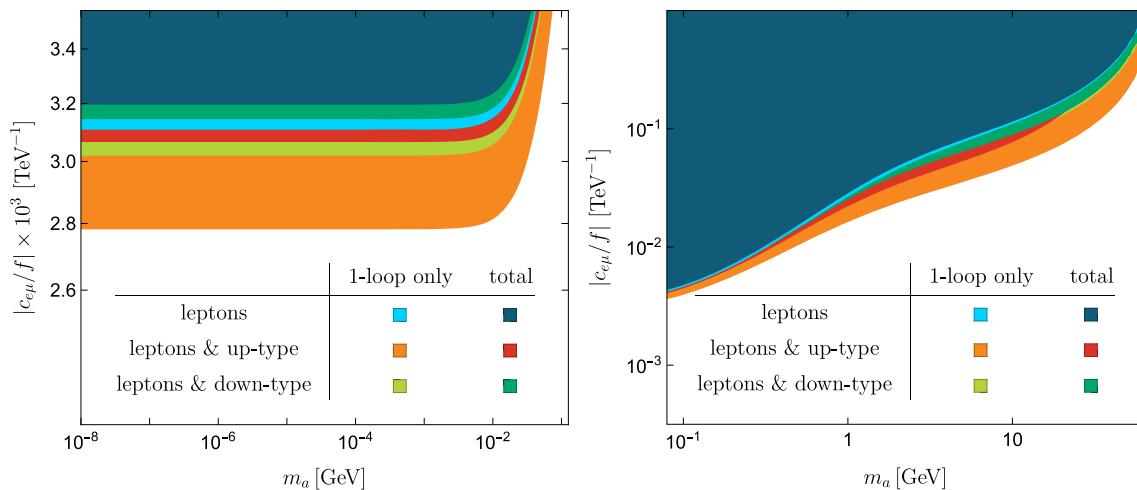 |c_{eμ}/f| × 10^3 [TeV^{-1}]
3.4
3.2
3.0
2.8
2.6
1-loop only total
leptons
leptons & up-type
leptons & down-type
10^{-8} 10^{-6} 10^{-4} 10^{-2}
m_a [GeV]
|c_{eμ}/f| [TeV^{-1}]
10^{-1}
10^{-2}
10^{-3}
1-loop only total
leptons
leptons & up-type
leptons & down-type
10^{-1} 1 10
m_a [GeV]